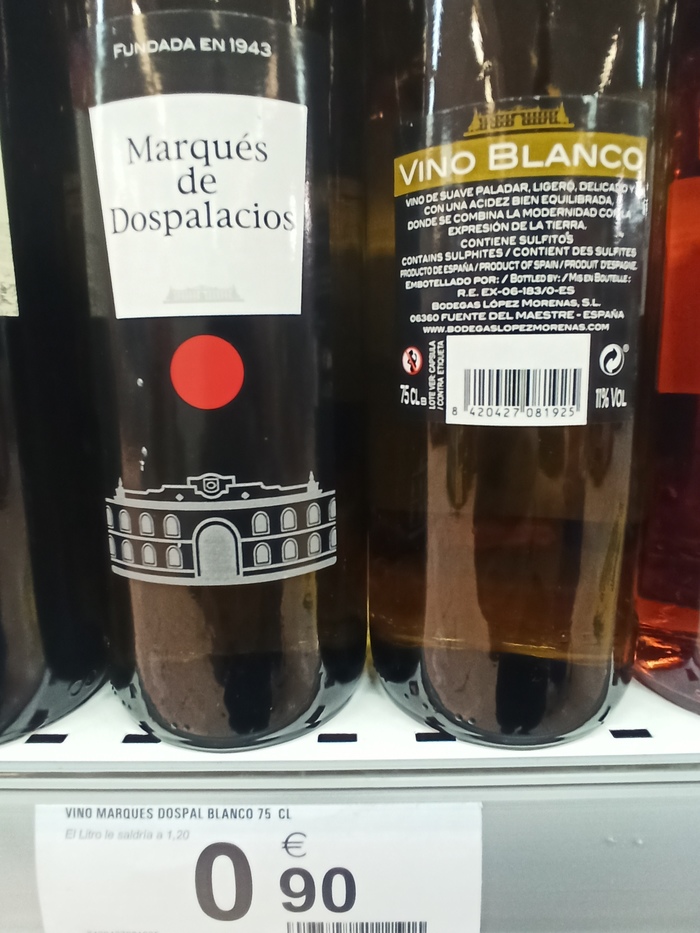 FUNDADA EN 1943
Marqués
de
Dospalacios
VINO BLANCO
VINO DE SUAVE PALADAR, LIGERO, DELICADO Y
CON UNA ACIDEZ BIEN EQUILIBRADA,
DONDE SE COMBINA LA MODERNIDAD CON LA
EXPRESIÓN DE LA TIERRA.
CONTIENE SULFITOS
CONTAINS SULPHITES / CONTIENT DES SULFITES
PRODUCTO DE ESPAÑA / PRODUCT OF SPAIN / PRODUIT D'ESPAGNE
EMBOTELLADO POR: / BOTTLED BY: / MIS EN BOUTELLE:
R.E. EX-06-183/0-ES
BODEGAS LÓPEZ MORENAS, S.L.
06360 FUENTE DEL MAESTRE - ESPAÑA
WWW.BODEGASLOPEZMORENAS.COM
75 CL
LOTE VER: CAPSULA
/ CONTRA ETIQUETA
8 420427 081925
11% VOL
VINO MARQUES DOSPAL BLANCO 75 CL
El Litro le saldría a 1,20
0 € 90